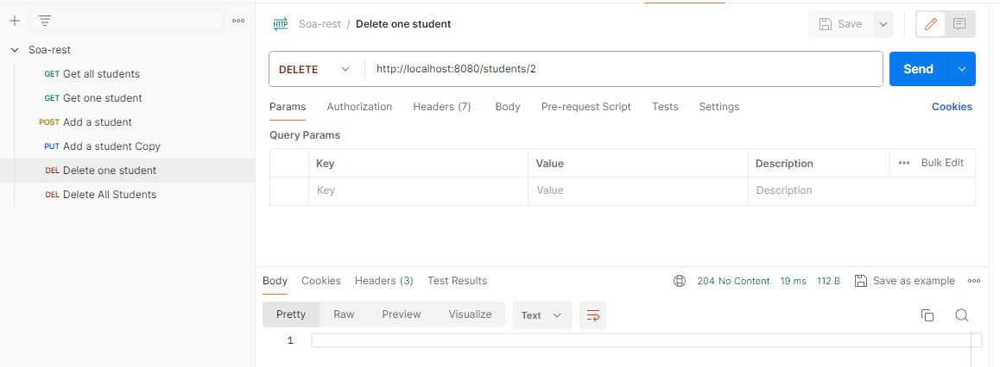 HTTP Soa-rest / Delete one student Save
Soa-rest
GET Get all students
GET Get one student
POST Add a student
PUT Add a student Copy
DEL Delete one student
DEL Delete All Students
DELETE http://localhost:8080/students/2 Send
Params Authorization Headers (7) Body Pre-request Script Tests Settings Cookies
Query Params
Key Value Description Bulk Edit
Key Value Description
Body Cookies Headers (3) Test Results 204 No Content 19 ms 112 B Save as example
Pretty Raw Preview Visualize Text
1